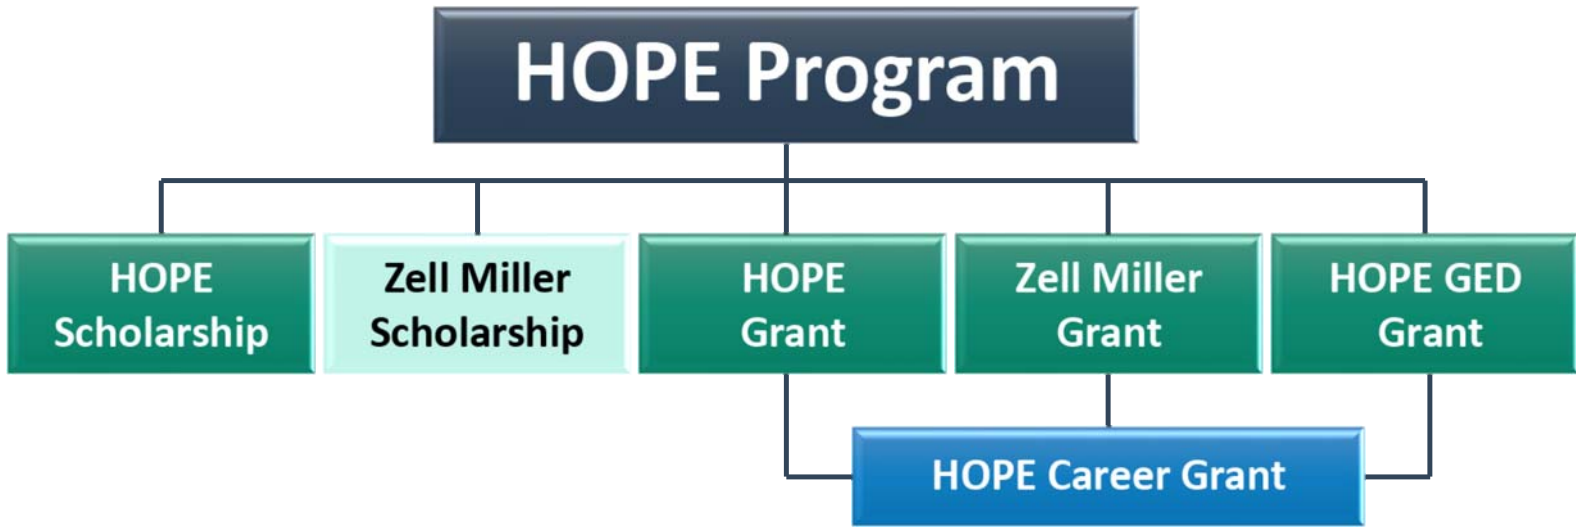 HOPE Program
HOPE
Scholarship
Zell Miller
Scholarship
HOPE
Grant
Zell Miller
Grant
HOPE GED
Grant
HOPE Career Grant